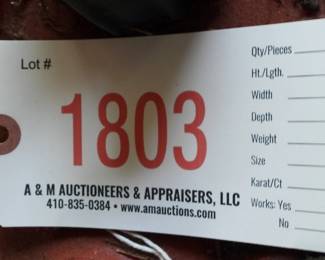 Lot #
1803
A & M AUCTIONEERS & APPRAISERS, LLC
410-835-0384 • www.amauctions.com
Qty/Pieces
Ht./Lgth.
Width
Depth
Weight
Size
Karat/Ct
Works: Yes
No